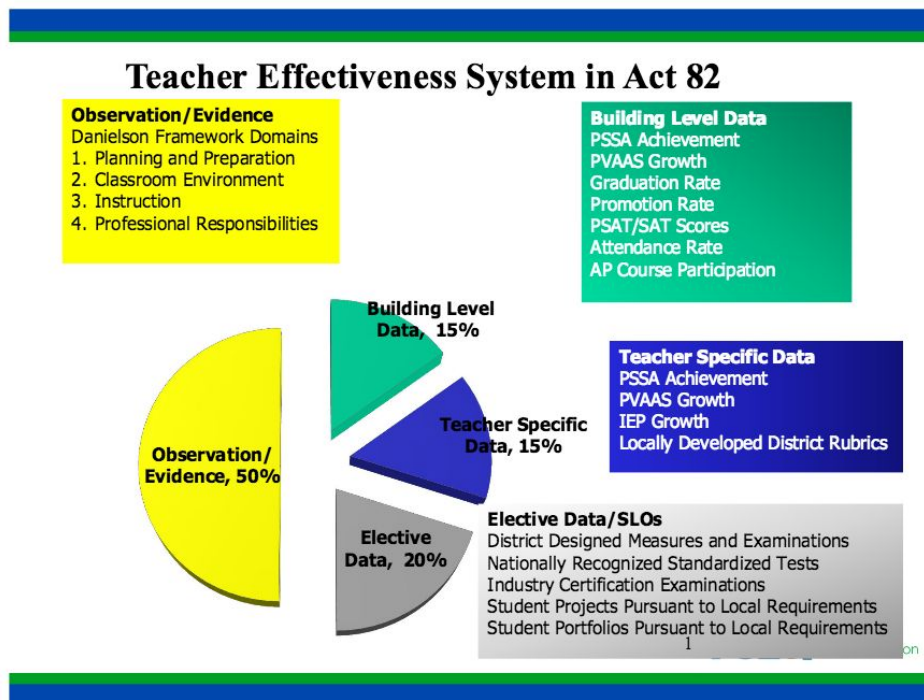 Teacher Effectiveness System in Act 82
Observation/Evidence
Danielson Framework Domains
1. Planning and Preparation
2. Classroom Environment
3. Instruction
4. Professional Responsibilities
Building Level Data
PSSA Achievement
PVAAS Growth
Graduation Rate
Promotion Rate
PSAT/SAT Scores
Attendance Rate
AP Course Participation
Building Level
Data, 15%
Teacher Specific
Data, 15%
Observation/
Evidence, 50%
Elective
Data, 20%
Teacher Specific Data
PSSA Achievement
PVAAS Growth
IEP Growth
Locally Developed District Rubrics
Elective Data/SLOs
District Designed Measures and Examinations
Nationally Recognized Standardized Tests
Industry Certification Examinations
Student Projects Pursuant to Local Requirements
Student Portfolios Pursuant to Local Requirements
1